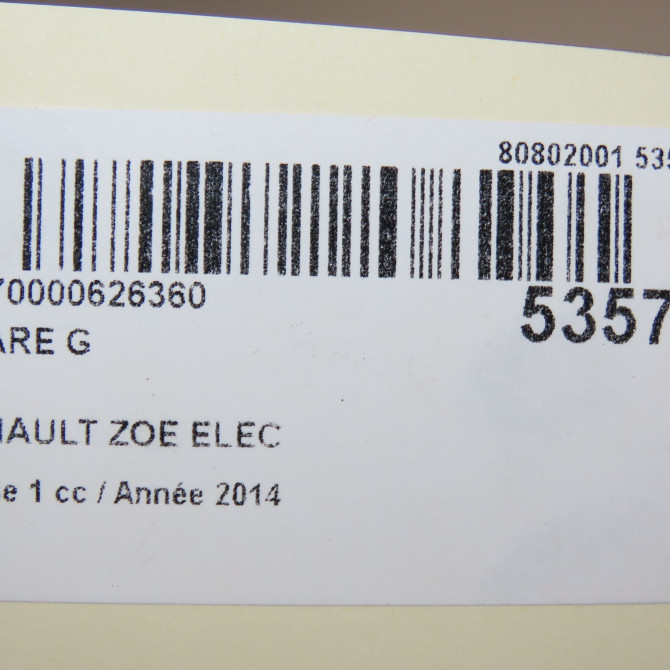 80802001 535
70000626360
5357
ARE G
NAULT ZOE ELEC
e 1 cc / Année 2014